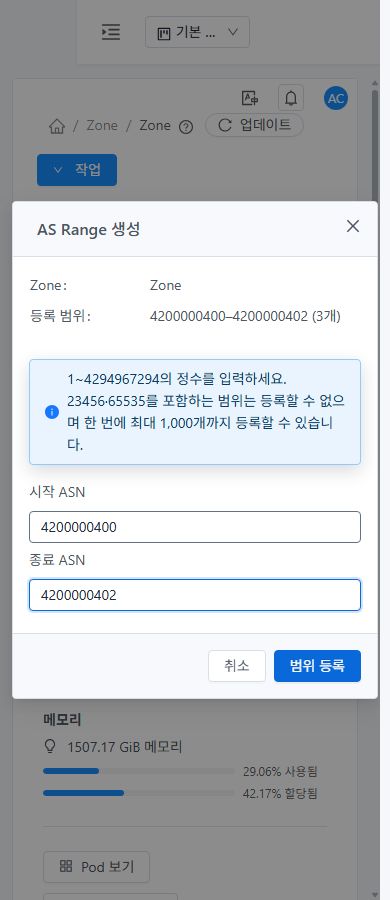 기본 ...
AC
/ Zone / Zone
업데이트
작업
AS Range 생성
Zone:
Zone
등록 범위:
4200000400–4200000402 (3개)
1~4294967294의 정수를 입력하세요.
23456·65535를 포함하는 범위는 등록할 수 없으
며 한 번에 최대 1,000개까지 등록할 수 있습니
다.
시작 ASN
4200000400
종료 ASN
4200000402
취소
범위 등록
메모리
1507.17 GiB 메모리
29.06% 사용됨
42.17% 할당됨
Pod 보기